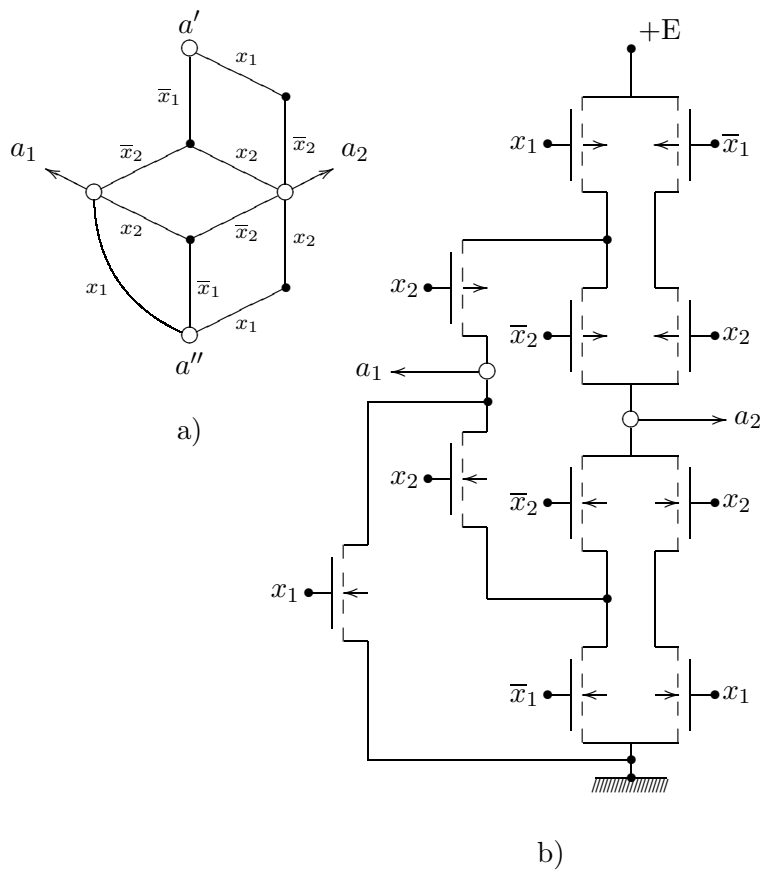 a′
x₁
x̅₁
a₁
x̅₂
x₂
x̅₂
a₂
x₂
x̅₂
x₂
x₁
x̅₁
x₁
a″
a)
+E
x₁
x̅₁
x₂
x̅₂
x₂
a₁
a₂
x₂
x̅₂
x₂
x₁
x̅₁
x₁
b)